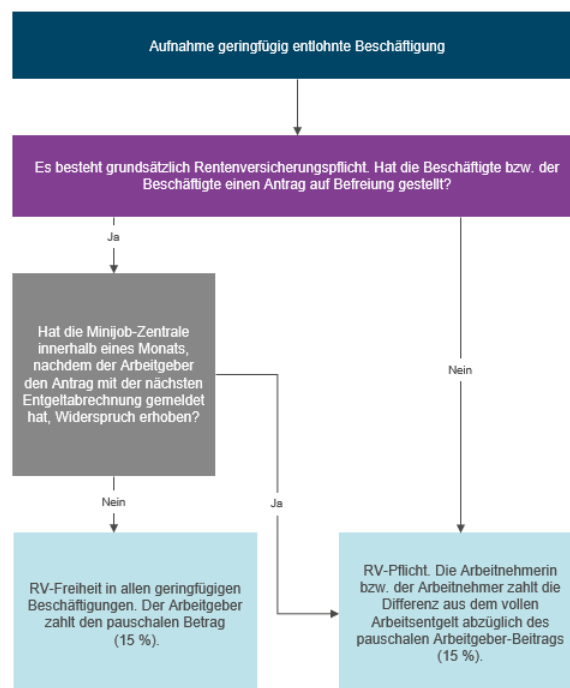 Aufnahme geringfügig entlohnte Beschäftigung
Es besteht grundsätzlich Rentenversicherungspflicht. Hat die Beschäftigte bzw. der
Beschäftigte einen Antrag auf Befreiung gestellt?
Ja
Hat die Minijob-Zentrale
innerhalb eines Monats,
nachdem der Arbeitgeber
den Antrag mit der nächsten
Entgeltabrechnung gemeldet
hat, Widerspruch erhoben?
Nein
Nein
Ja
RV-Freiheit in allen geringfügigen
Beschäftigungen. Der Arbeitgeber
zahlt den pauschalen Betrag
(15 %).
RV-Pflicht. Die Arbeitnehmerin
bzw. der Arbeitnehmer zahlt die
Differenz aus dem vollen
Arbeitsentgelt abzüglich des
pauschalen Arbeitgeber-Beitrags
(15 %).